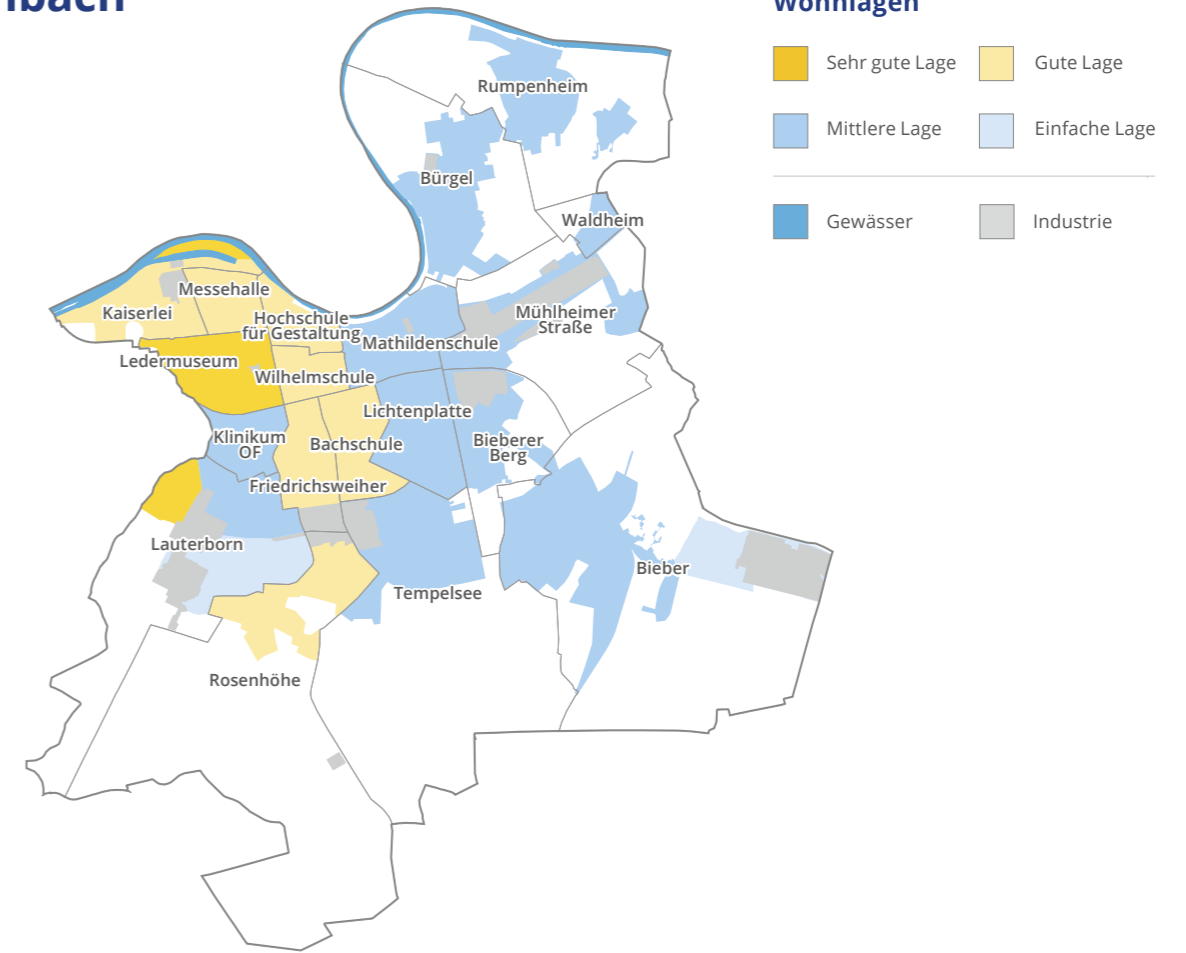 Wohnlagen
Sehr gute Lage
Gute Lage
Mittlere Lage
Einfache Lage
Gewässer
Industrie
Rumpenheim
Bürgel
Waldheim
Messehalle
Kaiserlei
Hochschule
für Gestaltung
Mühlheimer
Straße
Mathildenschule
Ledermuseum
Wilhelmschule
Lichtenplatte
Klinikum
OF
Bachschule
Bieberer
Berg
Friedrichsweiher
Lauterborn
Bieber
Tempelsee
Rosenhöhe